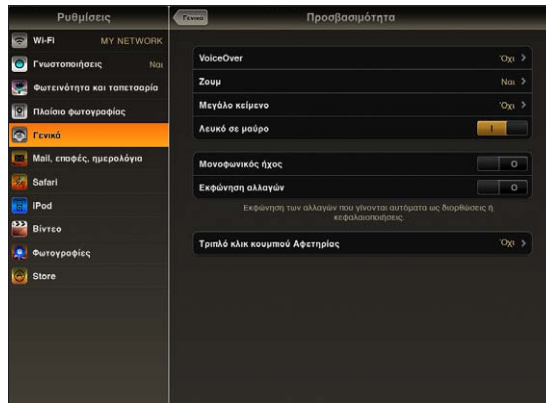 Ρυθμίσεις
Γενικά
Προσβασιμότητα
Wi-Fi MY NETWORK
Γνωστοποιήσεις Ναι
Φωτεινότητα και ταπετσαρία
Πλαίσιο φωτογραφίας
Γενικά
Mail, επαφές, ημερολόγια
Safari
iPod
Βίντεο
Φωτογραφίες
Store
VoiceOver Όχι
Ζουμ Ναι
Μεγάλο κείμενο Όχι
Λευκό σε μαύρο
Μονοφωνικός ήχος
Εκφώνηση αλλαγών
Εκφώνηση των αλλαγών που γίνονται αυτόματα ως διορθώσεις ή
κεφαλαιοποιήσεις.
Τριπλό κλικ κουμπιού Αφετηρίας Όχι